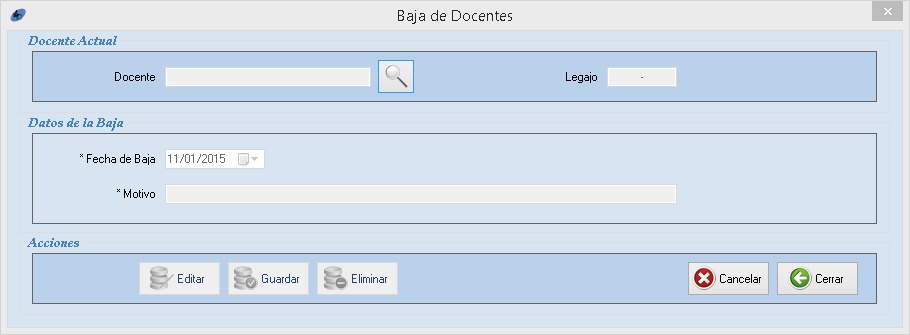 Baja de Docentes
Docente Actual
Docente
Legajo -
Datos de la Baja
* Fecha de Baja 11/01/2015
* Motivo
Acciones
Editar Guardar Eliminar Cancelar Cerrar